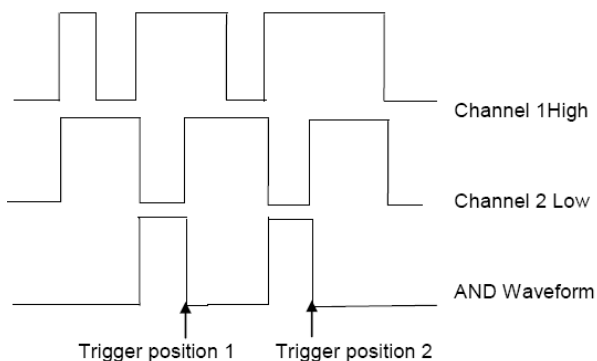 Channel 1High
Channel 2 Low
AND Waveform
Trigger position 1
Trigger position 2